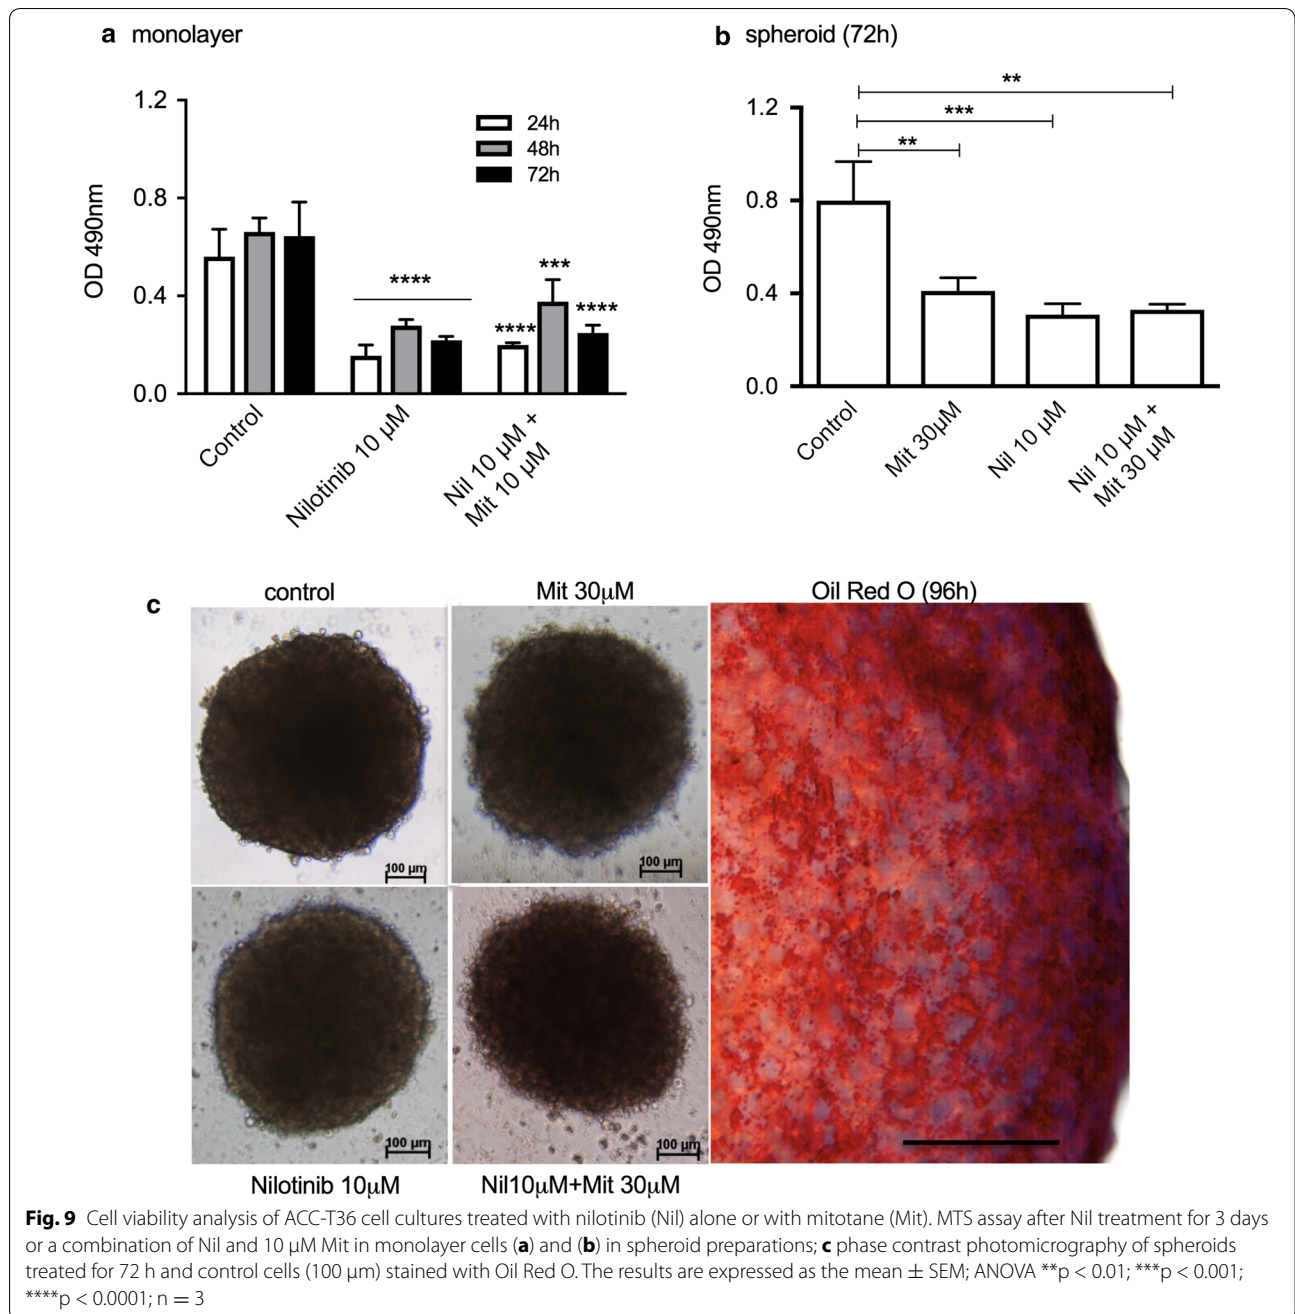 a monolayer
1.2
0.8
0.4
0.0
OD 490nm
24h
48h
72h
****
****
***
****
Control
Nilotinib 10 µM
Nil 10 µM +
Mit 10 µM
b spheroid (72h)
**
***
**
1.2
0.8
0.4
0.0
OD 490nm
Control
Mit 30µM
Nil 10 µM
Nil 10 µM +
Mit 30 µM
c
control
Mit 30µM
Oil Red O (96h)
100 µm
100 µm
100 µm
100 µm
Nilotinib 10µM
Nil10µM+Mit 30µM
Fig. 9 Cell viability analysis of ACC-T36 cell cultures treated with nilotinib (Nil) alone or with mitotane (Mit). MTS assay after Nil treatment for 3 days
or a combination of Nil and 10 µM Mit in monolayer cells (a) and (b) in spheroid preparations; c phase contrast photomicrography of spheroids
treated for 72 h and control cells (100 µm) stained with Oil Red O. The results are expressed as the mean ± SEM; ANOVA **p < 0.01; ***p < 0.001;
****p < 0.0001; n = 3